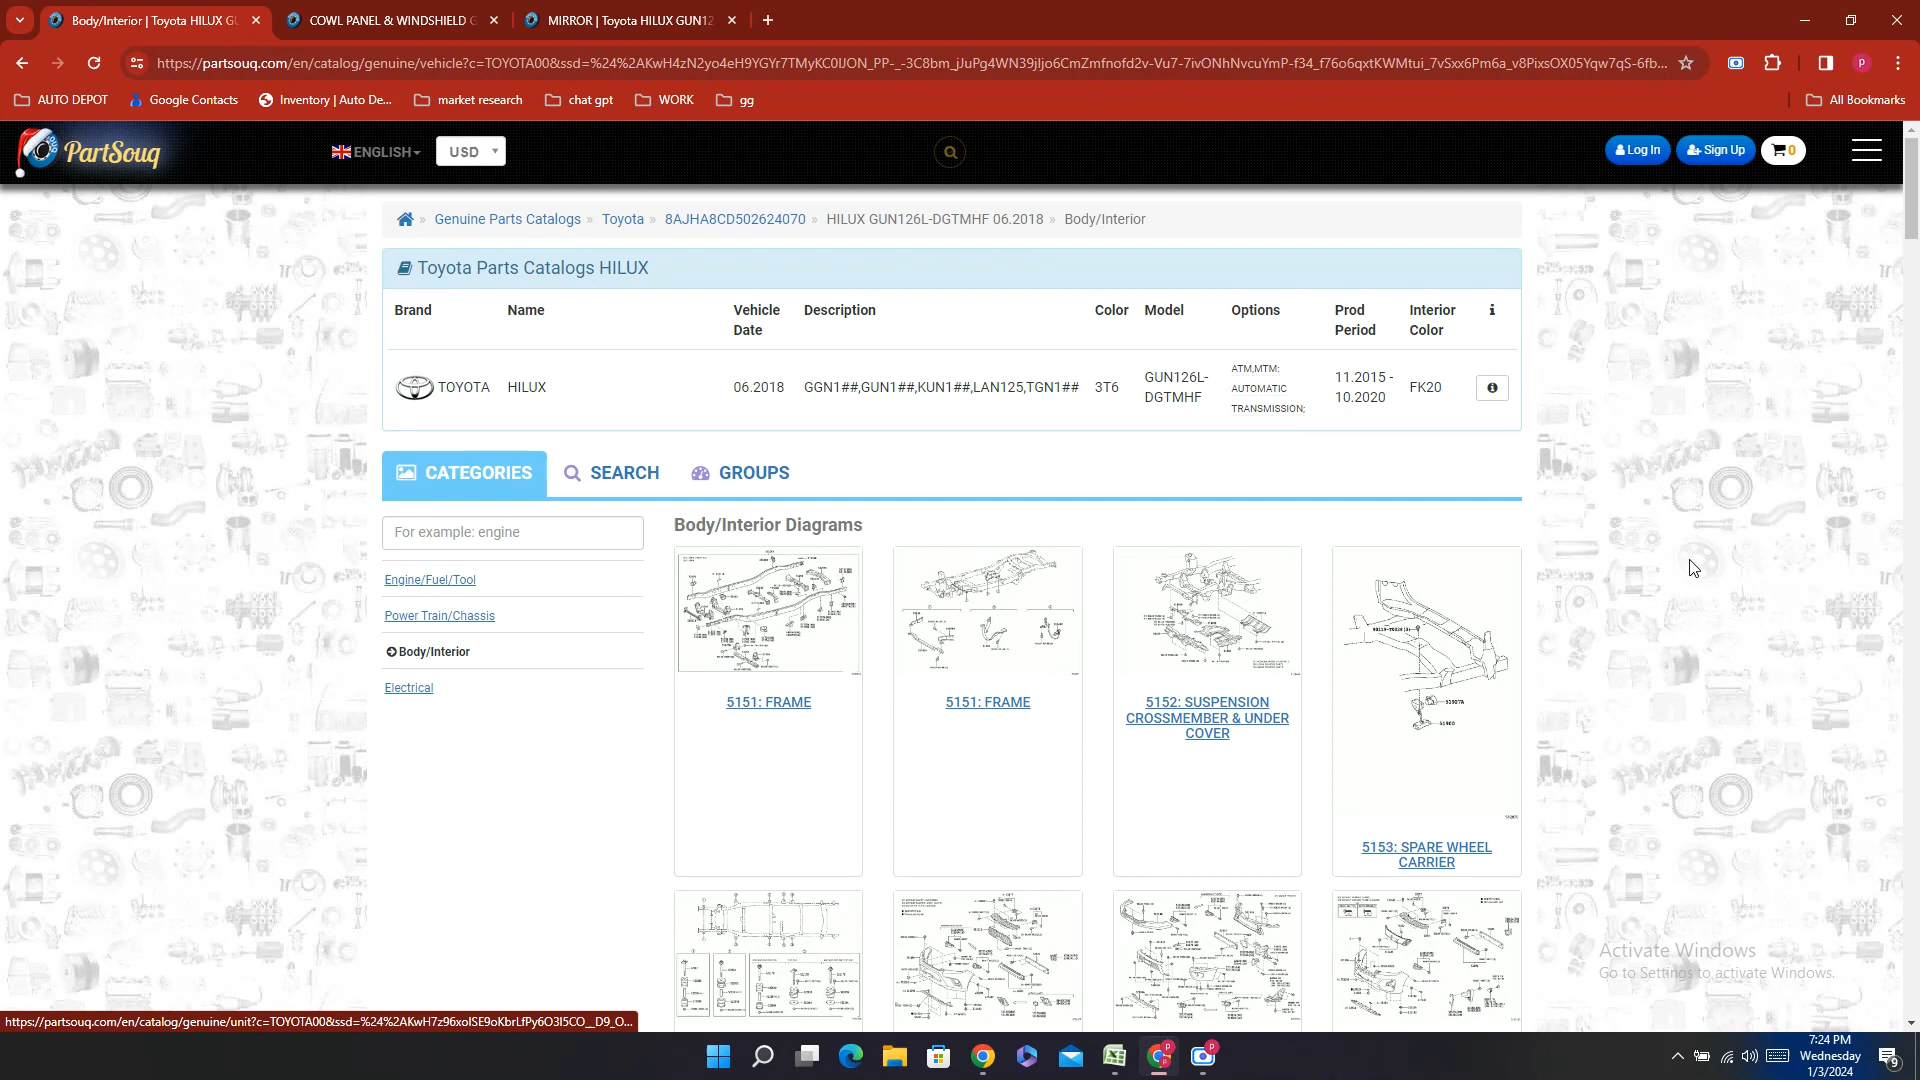 Body/Interior | Toyota HILUX GU
COWL PANEL & WINDSHIELD G
MIRROR | Toyota HILUX GUN12
https://partsouq.com/en/catalog/genuine/vehicle?c=TOYOTA00&ssd=%24%2AKwH4zN2yo4eH9YGYr7TMyKC0IJON_PP-_-3C8bm_jJuPg4WN39jIjo6CmZmfnofd2v-Vu7-7ivONhNvcuYmP-f34_f76o6qxtKWMtui_7vSxx6Pm6a_v8PixsOX05Yqw7qS-6fb...
AUTO DEPOT
Google Contacts
Inventory | Auto De...
market research
chat gpt
WORK
gg
All Bookmarks
PartSouq
ENGLISH
USD
Log In
Sign Up
0
» Genuine Parts Catalogs » Toyota » 8AJHA8CD502624070 » HILUX GUN126L-DGTMHF 06.2018 » Body/Interior
Toyota Parts Catalogs HILUX
Brand Name Vehicle Date Description Color Model Options Prod Period Interior Color
TOYOTA HILUX 06.2018 GGN1##,GUN1##,KUN1##,LAN125,TGN1## 3T6 GUN126L-DGTMHF ATM,MTM: AUTOMATIC TRANSMISSION; 11.2015 - 10.2020 FK20
CATEGORIES
SEARCH
GROUPS
For example: engine
Engine/Fuel/Tool
Power Train/Chassis
Body/Interior
Electrical
Body/Interior Diagrams
5151: FRAME
5151: FRAME
5152: SUSPENSION
CROSSMEMBER & UNDER
COVER
51927A
51900
5153: SPARE WHEEL
CARRIER
Activate Windows
Go to Settings to activate Windows.
https://partsouq.com/en/catalog/genuine/unit?c=TOYOTA00&ssd=%24%2AKwH7z96xoISE9oKbrLfPy6O3I5CO__D9_O...
7:24 PM
Wednesday
1/3/2024
9